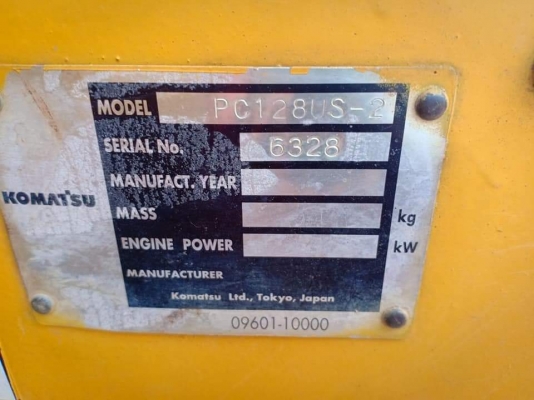 MODEL PC128US-2
SERIAL No. 6328
MANUFACT. YEAR
KOMATSU
MASS kg
ENGINE POWER kW
MANUFACTURER
Komatsu Ltd., Tokyo, Japan
09601-10000